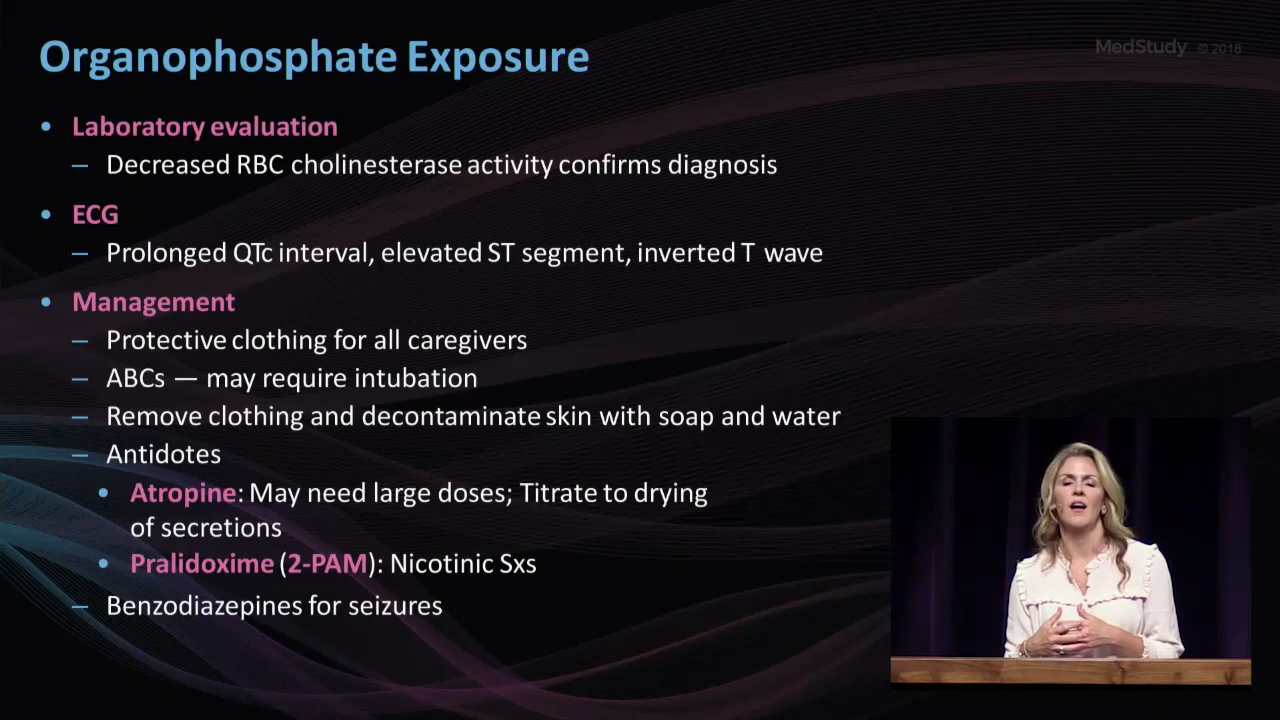 Organophosphate Exposure
MedStudy © 2018
• Laboratory evaluation
– Decreased RBC cholinesterase activity confirms diagnosis
• ECG
– Prolonged QTc interval, elevated ST segment, inverted T wave
• Management
– Protective clothing for all caregivers
– ABCs — may require intubation
– Remove clothing and decontaminate skin with soap and water
– Antidotes
• Atropine: May need large doses; Titrate to drying
of secretions
• Pralidoxime (2-PAM): Nicotinic Sxs
– Benzodiazepines for seizures